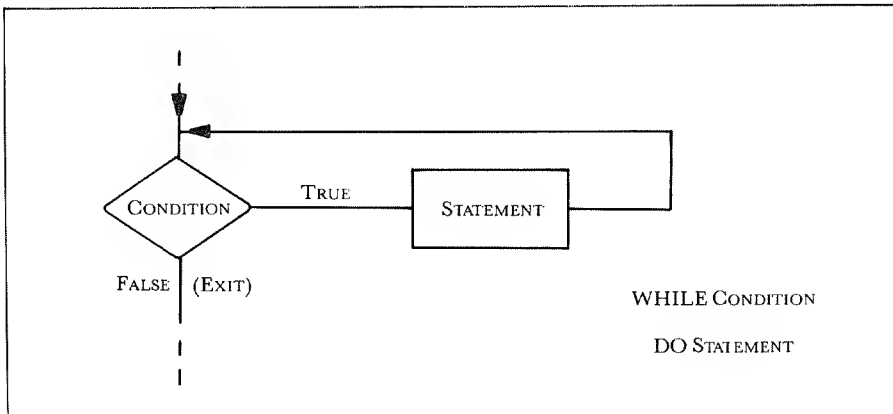 TRUE
CONDITION
STATEMENT
FALSE (EXIT)
WHILE CONDITION
DO STATEMENT